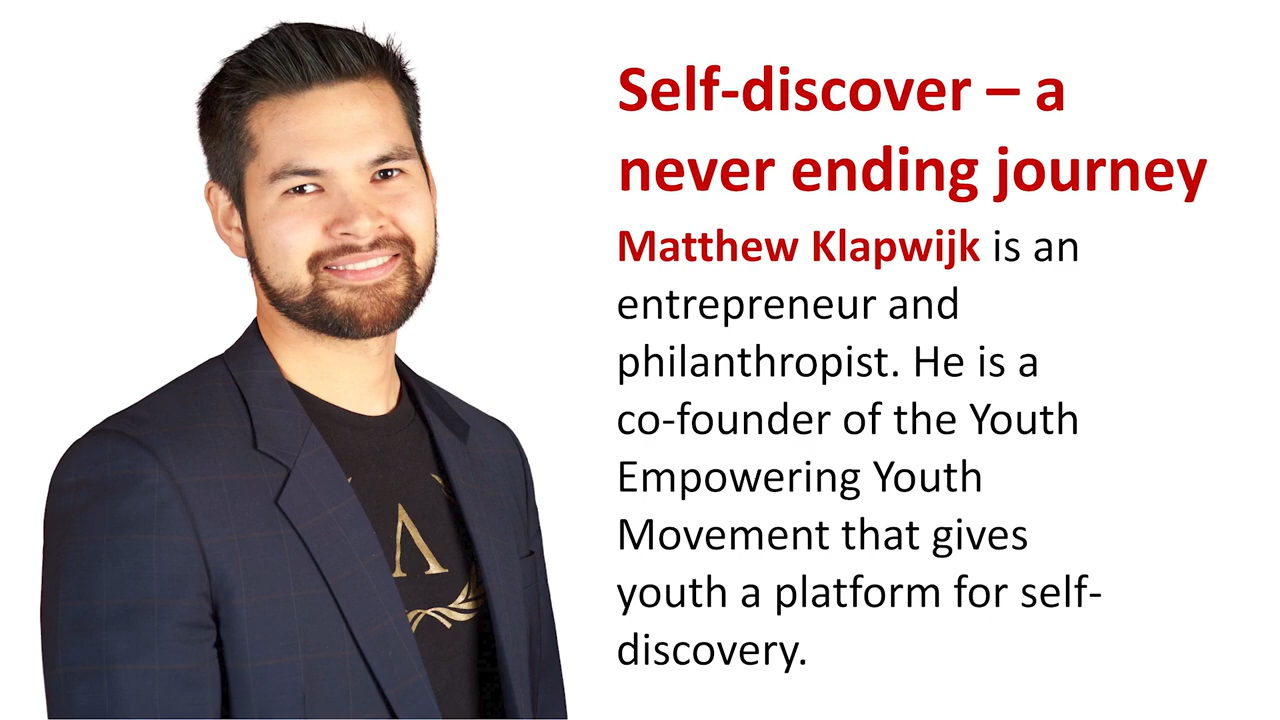 Self-discover – a
never ending journey
Matthew Klapwijk is an
entrepreneur and
philanthropist. He is a
co-founder of the Youth
Empowering Youth
Movement that gives
youth a platform for self-
discovery.